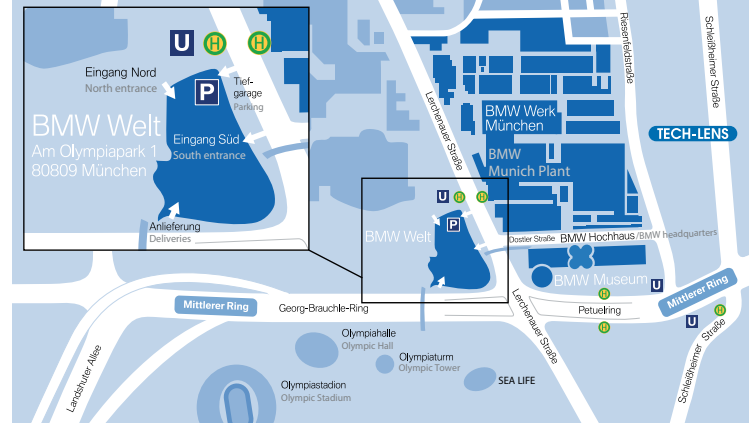 U
H
H
Eingang Nord
North entrance
P
Tief-
garage
Parking
BMW Welt
Am Olympiapark 1
80809 München
Eingang Süd
South entrance
Anlieferung
Deliveries
Lerchenauer Straße
Riesenfeldstraße
Schleißheimer Straße
BMW Werk
München
BMW
Munich Plant
TECH-LENS
U
H
H
P
BMW Welt
Dostler Straße
BMW Hochhaus/BMW headquarters
BMW Museum
U
H
Mittlerer Ring
Mittlerer Ring
Georg-Brauchle-Ring
Petuelring
H
U
H
Lerchenauer Straße
Schleißheimer Straße
Landshuter Allee
Olympiahalle
Olympic Hall
Olympiaturm
Olympic Tower
SEA LIFE
Olympiastadion
Olympic Stadium